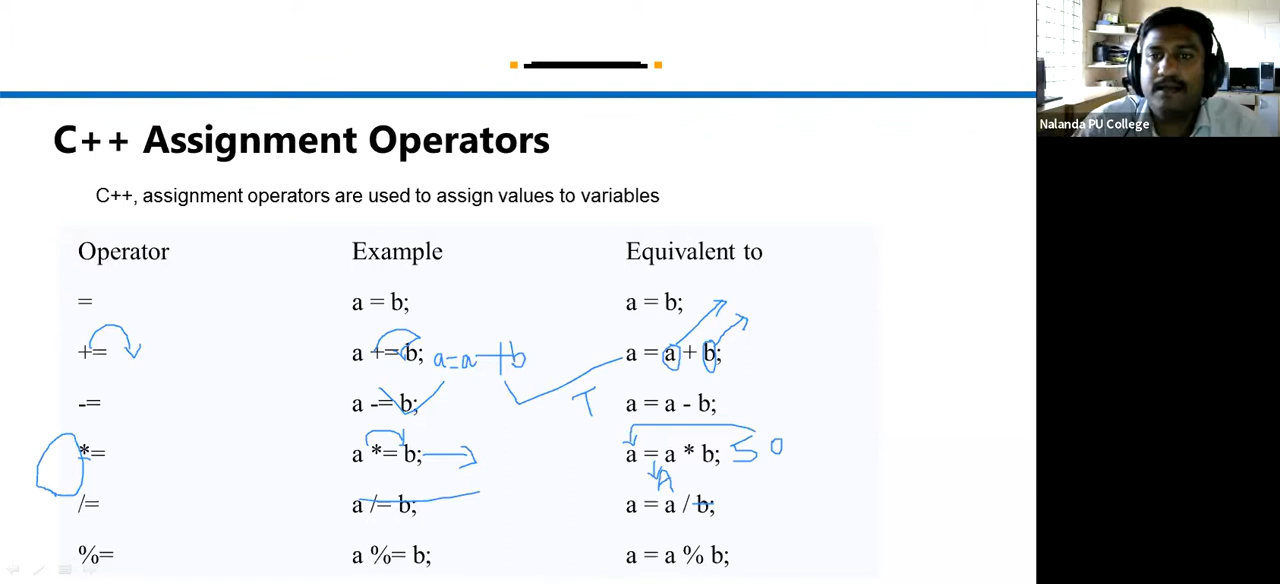 Nalanda PU College
C++ Assignment Operators
C++, assignment operators are used to assign values to variables
Operator Example Equivalent to
= a = b; a = b;
+= a += b; a=a+b a = a + b;
-= a -= b; T a = a - b;
*= a *= b; a = a * b; 50
A
/= a /= b; a = a / b;
%= a %= b; a = a % b;